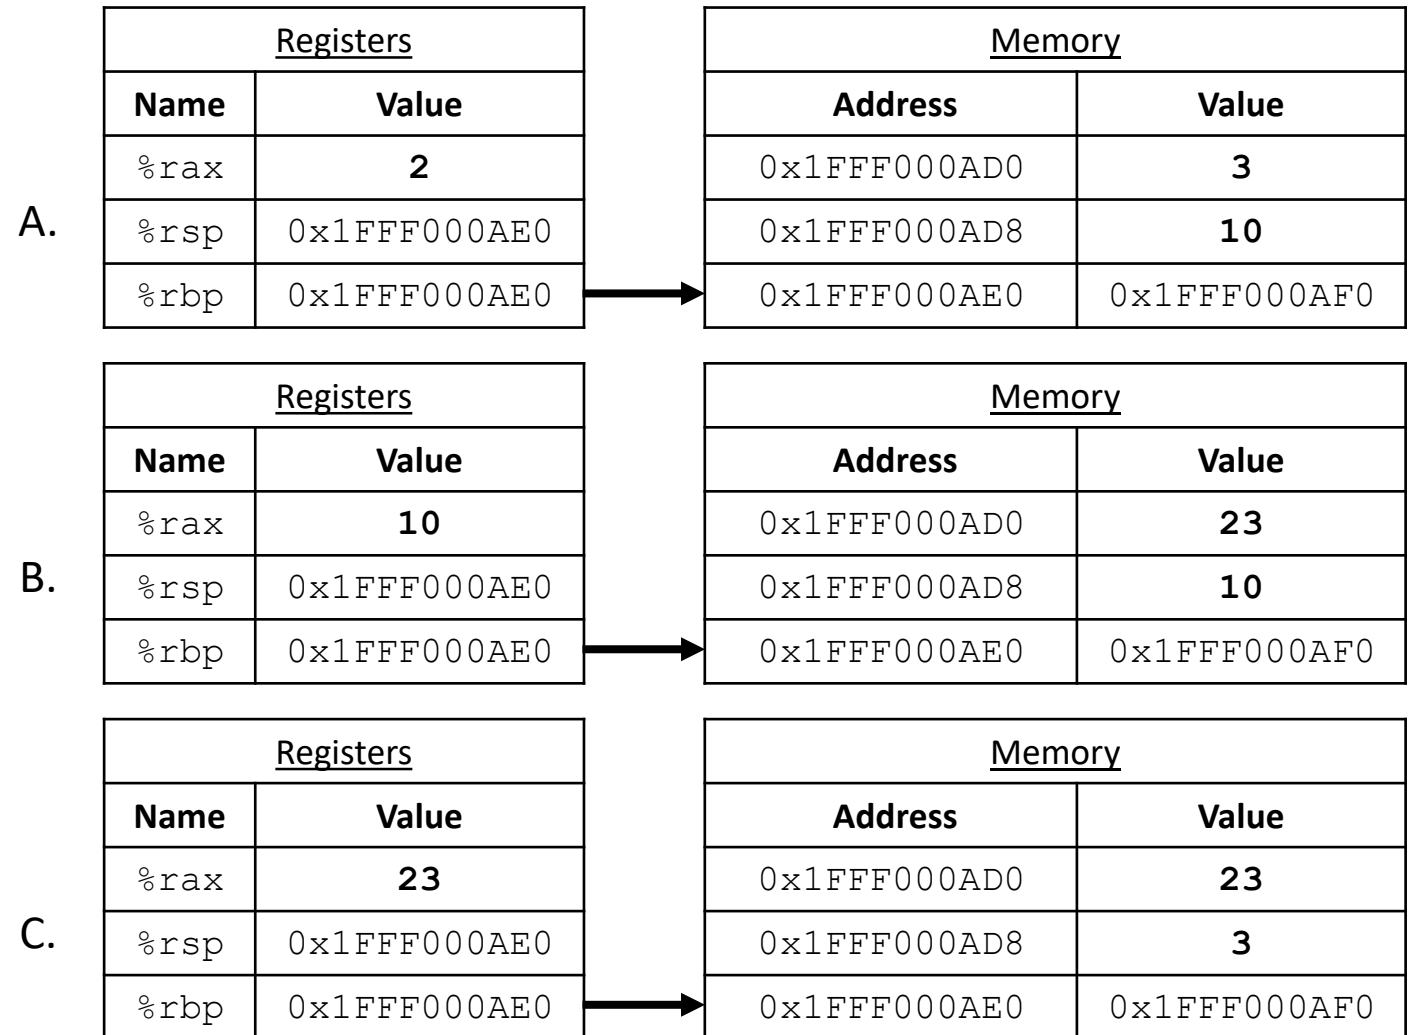 Registers Memory
Name Value Address Value
%rax 2 0x1FFF000AD0 3
A. %rsp 0x1FFF000AE0 0x1FFF000AD8 10
%rbp 0x1FFF000AE0 0x1FFF000AE0 0x1FFF000AF0
Registers Memory
Name Value Address Value
%rax 10 0x1FFF000AD0 23
B. %rsp 0x1FFF000AE0 0x1FFF000AD8 10
%rbp 0x1FFF000AE0 0x1FFF000AE0 0x1FFF000AF0
Registers Memory
Name Value Address Value
%rax 23 0x1FFF000AD0 23
C. %rsp 0x1FFF000AE0 0x1FFF000AD8 3
%rbp 0x1FFF000AE0 0x1FFF000AE0 0x1FFF000AF0